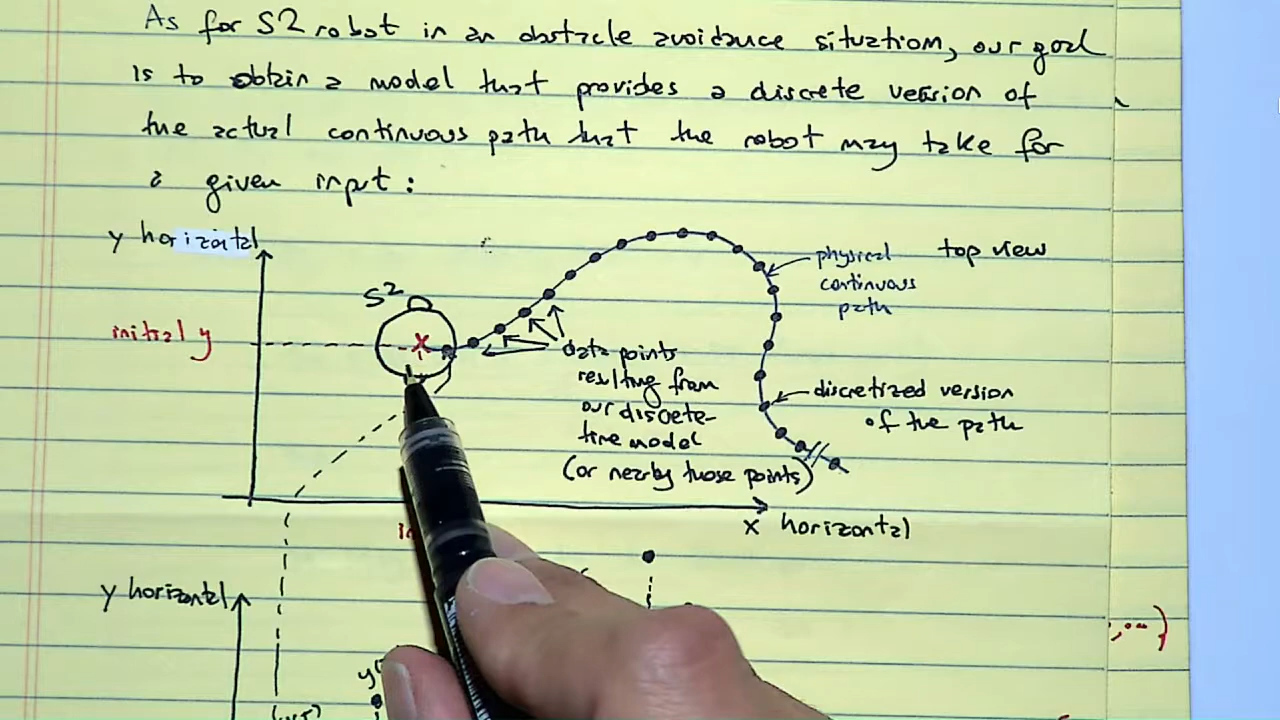 As for S2 robot in an obstacle avoidance situation, our goal
is to obtain a model that provides a discrete version of
the actual continuous path that the robot may take for
a given input:
y horizontal
top view
physical
continuous
path
S2
initial y
x
data points
resulting from
our discrete-
time model
(or nearby those points)
discretized version
of the path
x horizontal
y horizontal
y